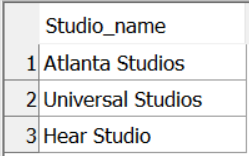 Studio_name
1 Atlanta Studios
2 Universal Studios
3 Hear Studio